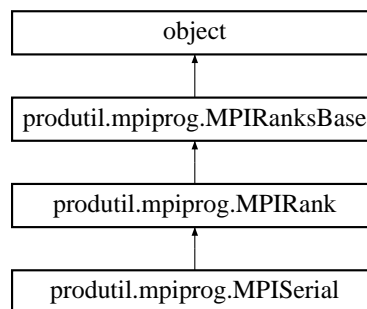 object
produtil.mpiprog.MPIRanksBase
produtil.mpiprog.MPIRank
produtil.mpiprog.MPISerial